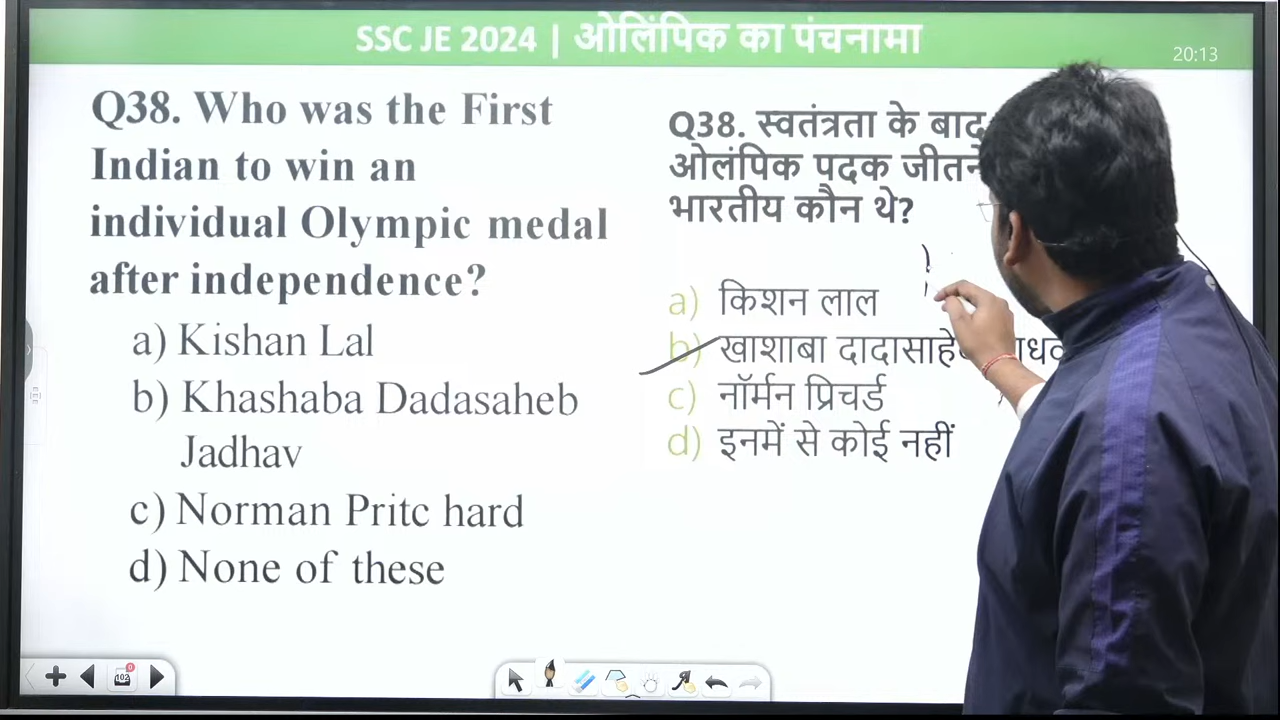 SSC JE 2024 | ओलिंपिक का पंचनामा
20:13
Q38. Who was the First
Indian to win an
individual Olympic medal
after independence?
a) Kishan Lal
b) Khashaba Dadasaheb
Jadhav
c) Norman Pritc hard
d) None of these
Q38. स्वतंत्रता के बाद
ओलंपिक पदक जीतने
भारतीय कौन थे?
a) किशन लाल
b) खाशाबा
c) नॉर्मन प्रिचर्ड
d) इनमें से कोई नहीं
102
0